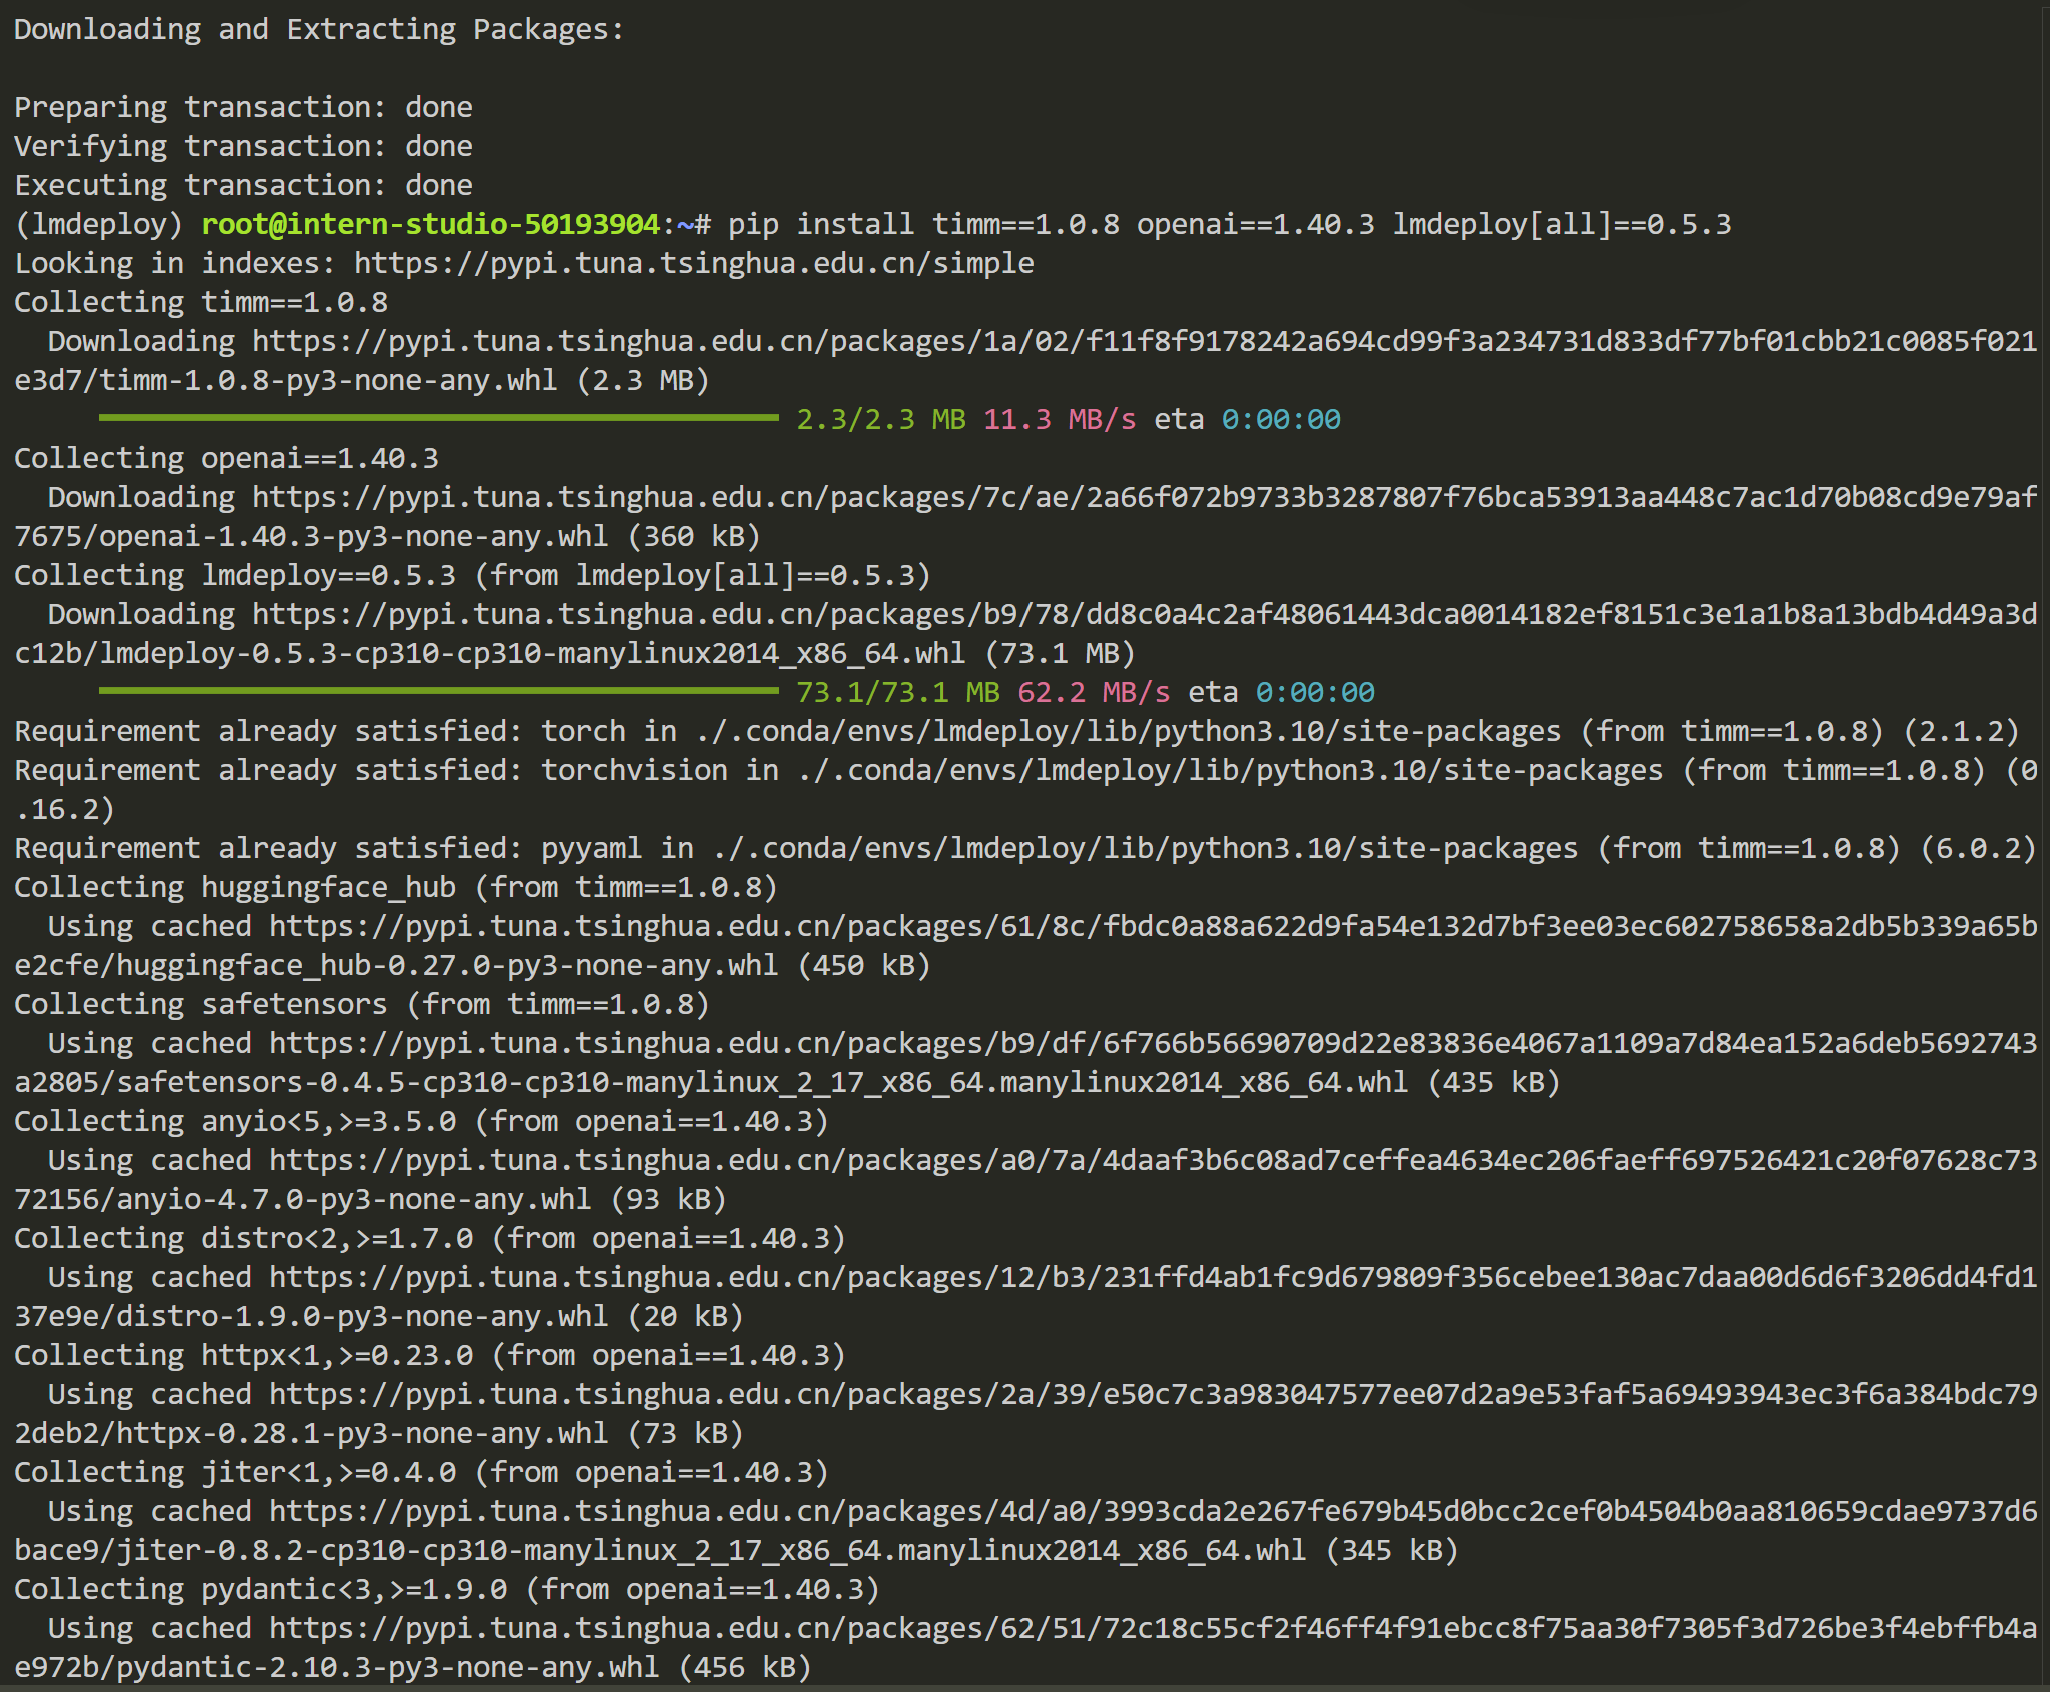 Downloading and Extracting Packages:
Preparing transaction: done
Verifying transaction: done
Executing transaction: done
(lmdeploy) root@intern-studio-50193904:~# pip install timm==1.0.8 openai==1.40.3 lmdeploy[all]==0.5.3
Looking in indexes: https://pypi.tuna.tsinghua.edu.cn/simple
Collecting timm==1.0.8
  Downloading https://pypi.tuna.tsinghua.edu.cn/packages/1a/02/f11f8f9178242a694cd99f3a234731d833df77bf01cbb21c0085f021
e3d7/timm-1.0.8-py3-none-any.whl (2.3 MB)
2.3/2.3 MB 11.3 MB/s eta 0:00:00
Collecting openai==1.40.3
  Downloading https://pypi.tuna.tsinghua.edu.cn/packages/7c/ae/2a66f072b9733b3287807f76bca53913aa448c7ac1d70b08cd9e79af
7675/openai-1.40.3-py3-none-any.whl (360 kB)
Collecting lmdeploy==0.5.3 (from lmdeploy[all]==0.5.3)
  Downloading https://pypi.tuna.tsinghua.edu.cn/packages/b9/78/dd8c0a4c2af48061443dca0014182ef8151c3e1a1b8a13bdb4d49a3d
c12b/lmdeploy-0.5.3-cp310-cp310-manylinux2014_x86_64.whl (73.1 MB)
73.1/73.1 MB 62.2 MB/s eta 0:00:00
Requirement already satisfied: torch in ./.conda/envs/lmdeploy/lib/python3.10/site-packages (from timm==1.0.8) (2.1.2)
Requirement already satisfied: torchvision in ./.conda/envs/lmdeploy/lib/python3.10/site-packages (from timm==1.0.8) (0
.16.2)
Requirement already satisfied: pyyaml in ./.conda/envs/lmdeploy/lib/python3.10/site-packages (from timm==1.0.8) (6.0.2)
Collecting huggingface_hub (from timm==1.0.8)
  Using cached https://pypi.tuna.tsinghua.edu.cn/packages/61/8c/fbdc0a88a622d9fa54e132d7bf3ee03ec602758658a2db5b339a65b
e2cfe/huggingface_hub-0.27.0-py3-none-any.whl (450 kB)
Collecting safetensors (from timm==1.0.8)
  Using cached https://pypi.tuna.tsinghua.edu.cn/packages/b9/df/6f766b56690709d22e83836e4067a1109a7d84ea152a6deb5692743
a2805/safetensors-0.4.5-cp310-cp310-manylinux_2_17_x86_64.manylinux2014_x86_64.whl (435 kB)
Collecting anyio<5,>=3.5.0 (from openai==1.40.3)
  Using cached https://pypi.tuna.tsinghua.edu.cn/packages/a0/7a/4daaf3b6c08ad7ceffea4634ec206faeff697526421c20f07628c73
72156/anyio-4.7.0-py3-none-any.whl (93 kB)
Collecting distro<2,>=1.7.0 (from openai==1.40.3)
  Using cached https://pypi.tuna.tsinghua.edu.cn/packages/12/b3/231ffd4ab1fc9d679809f356cebee130ac7daa00d6d6f3206dd4fd1
37e9e/distro-1.9.0-py3-none-any.whl (20 kB)
Collecting httpx<1,>=0.23.0 (from openai==1.40.3)
  Using cached https://pypi.tuna.tsinghua.edu.cn/packages/2a/39/e50c7c3a983047577ee07d2a9e53faf5a69493943ec3f6a384bdc79
2deb2/httpx-0.28.1-py3-none-any.whl (73 kB)
Collecting jiter<1,>=0.4.0 (from openai==1.40.3)
  Using cached https://pypi.tuna.tsinghua.edu.cn/packages/4d/a0/3993cda2e267fe679b45d0bcc2cef0b4504b0aa810659cdae9737d6
bace9/jiter-0.8.2-cp310-cp310-manylinux_2_17_x86_64.manylinux2014_x86_64.whl (345 kB)
Collecting pydantic<3,>=1.9.0 (from openai==1.40.3)
  Using cached https://pypi.tuna.tsinghua.edu.cn/packages/62/51/72c18c55cf2f46ff4f91ebcc8f75aa30f7305f3d726be3f4ebffb4a
e972b/pydantic-2.10.3-py3-none-any.whl (456 kB)